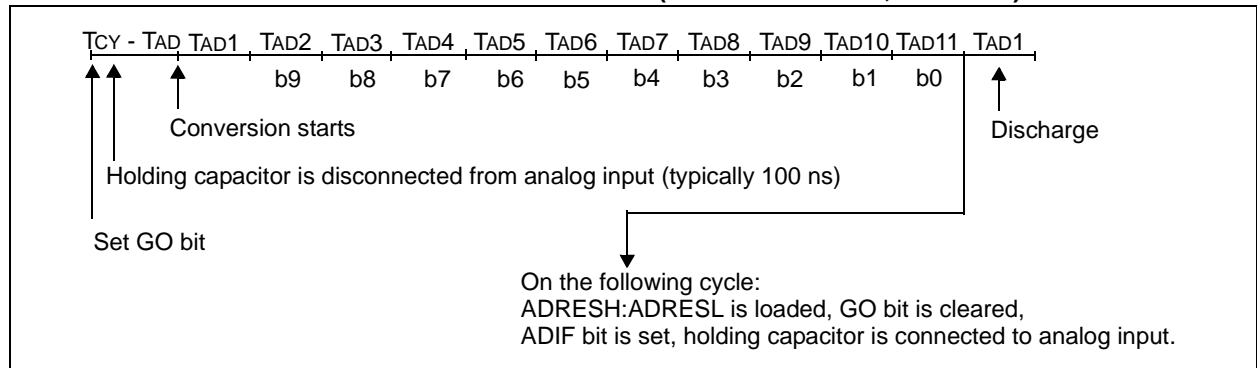 TCY - TAD TAD1 TAD2 TAD3 TAD4 TAD5 TAD6 TAD7 TAD8 TAD9 TAD10 TAD11 TAD1
b9 b8 b7 b6 b5 b4 b3 b2 b1 b0
Conversion starts
Discharge
Holding capacitor is disconnected from analog input (typically 100 ns)
Set GO bit
On the following cycle:
ADRESH:ADRESL is loaded, GO bit is cleared,
ADIF bit is set, holding capacitor is connected to analog input.